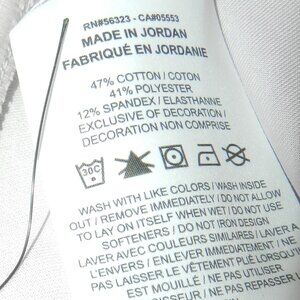 RN#56323 - CA#05553
MADE IN JORDAN
FABRIQUÉ EN JORDANIE
47% COTTON / COTON
41% POLYESTER
12% SPANDEX / ELASTHANNE
EXCLUSIVE OF DECORATION /
DECORATION NON COMPRISE
30C
WASH WITH LIKE COLORS / WASH INSIDE
OUT / REMOVE IMMEDIATELY / DO NOT ALLOW
TO LAY ON ITSELF WHEN WET / DO NOT USE
SOFTENERS / DO NOT IRON DESIGN
LAVER AVEC COULEURS SIMILAIRES / LAVER À
L'ENVERS / ENLEVER IMMÉDIATEMENT / NE
PAS LAISSER LE VÊTEMENT PLIÉ LORSQU'IL
EST MOUILLÉ / NE PAS UTILISER
/ NE PAS REPASSER